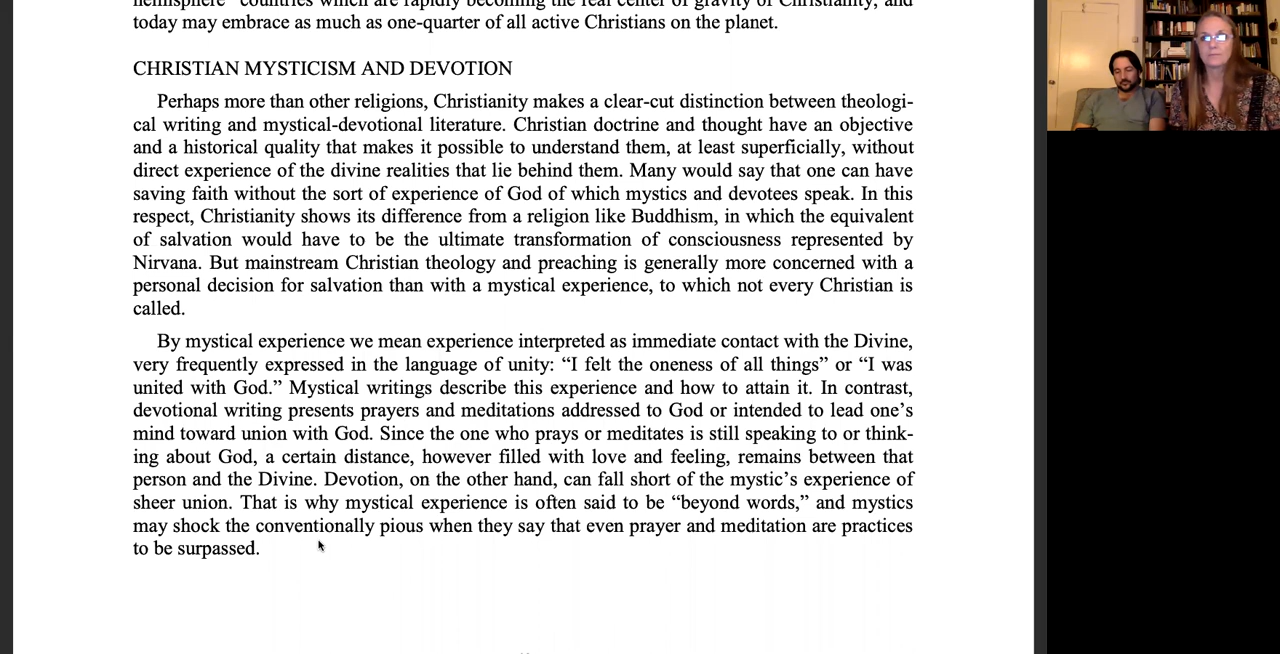 hemisphere" countries which are rapidly becoming the real center of gravity of Christianity, and
today may embrace as much as one-quarter of all active Christians on the planet.
CHRISTIAN MYSTICISM AND DEVOTION
Perhaps more than other religions, Christianity makes a clear-cut distinction between theologi-
cal writing and mystical-devotional literature. Christian doctrine and thought have an objective
and a historical quality that makes it possible to understand them, at least superficially, without
direct experience of the divine realities that lie behind them. Many would say that one can have
saving faith without the sort of experience of God of which mystics and devotees speak. In this
respect, Christianity shows its difference from a religion like Buddhism, in which the equivalent
of salvation would have to be the ultimate transformation of consciousness represented by
Nirvana. But mainstream Christian theology and preaching is generally more concerned with a
personal decision for salvation than with a mystical experience, to which not every Christian is
called.
By mystical experience we mean experience interpreted as immediate contact with the Divine,
very frequently expressed in the language of unity: “I felt the oneness of all things” or “I was
united with God.” Mystical writings describe this experience and how to attain it. In contrast,
devotional writing presents prayers and meditations addressed to God or intended to lead one’s
mind toward union with God. Since the one who prays or meditates is still speaking to or think-
ing about God, a certain distance, however filled with love and feeling, remains between that
person and the Divine. Devotion, on the other hand, can fall short of the mystic’s experience of
sheer union. That is why mystical experience is often said to be “beyond words,” and mystics
may shock the conventionally pious when they say that even prayer and meditation are practices
to be surpassed.